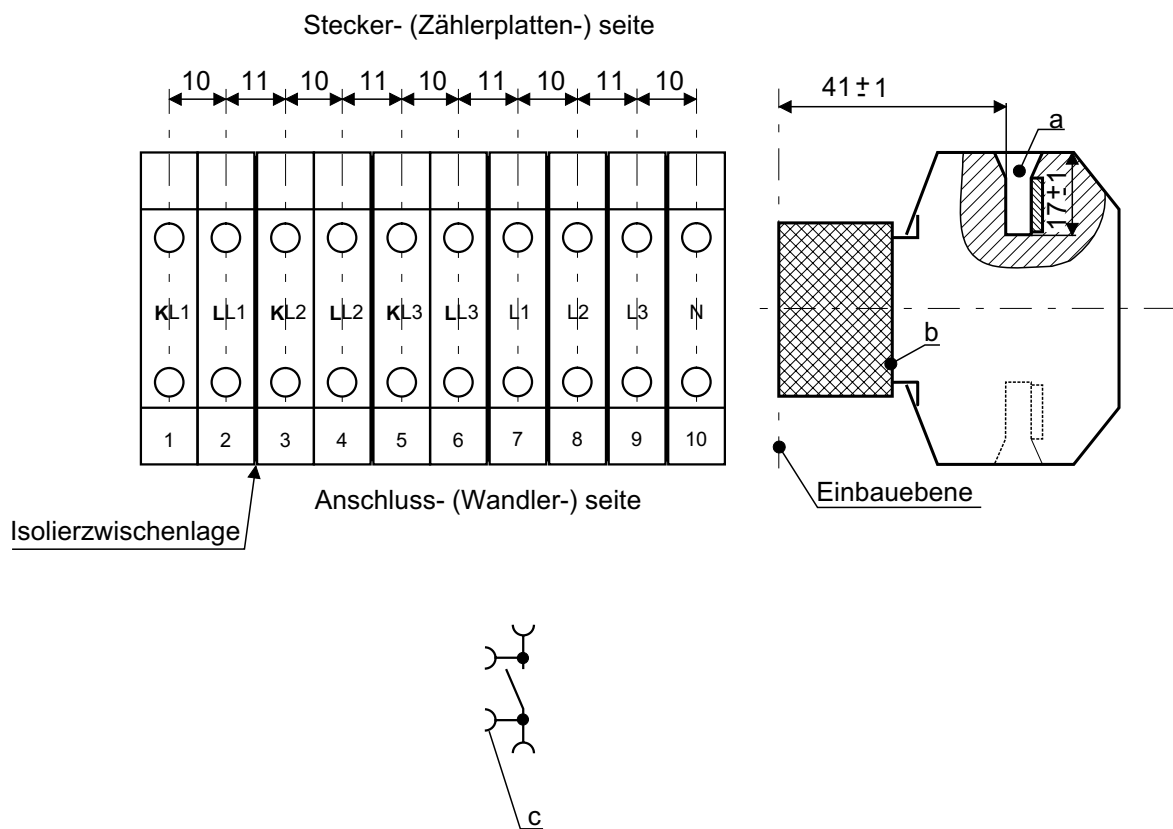 Stecker- (Zählerplatten-) seite
10 11 10 11 10 11 10 11 10
KL1 LL1 KL2 LL2 KL3 LL3 L1 L2 L3 N
1 2 3 4 5 6 7 8 9 10
Anschluss- (Wandler-) seite
Isolierzwischenlage
41 ± 1
a
17±1
b
Einbauebene
c